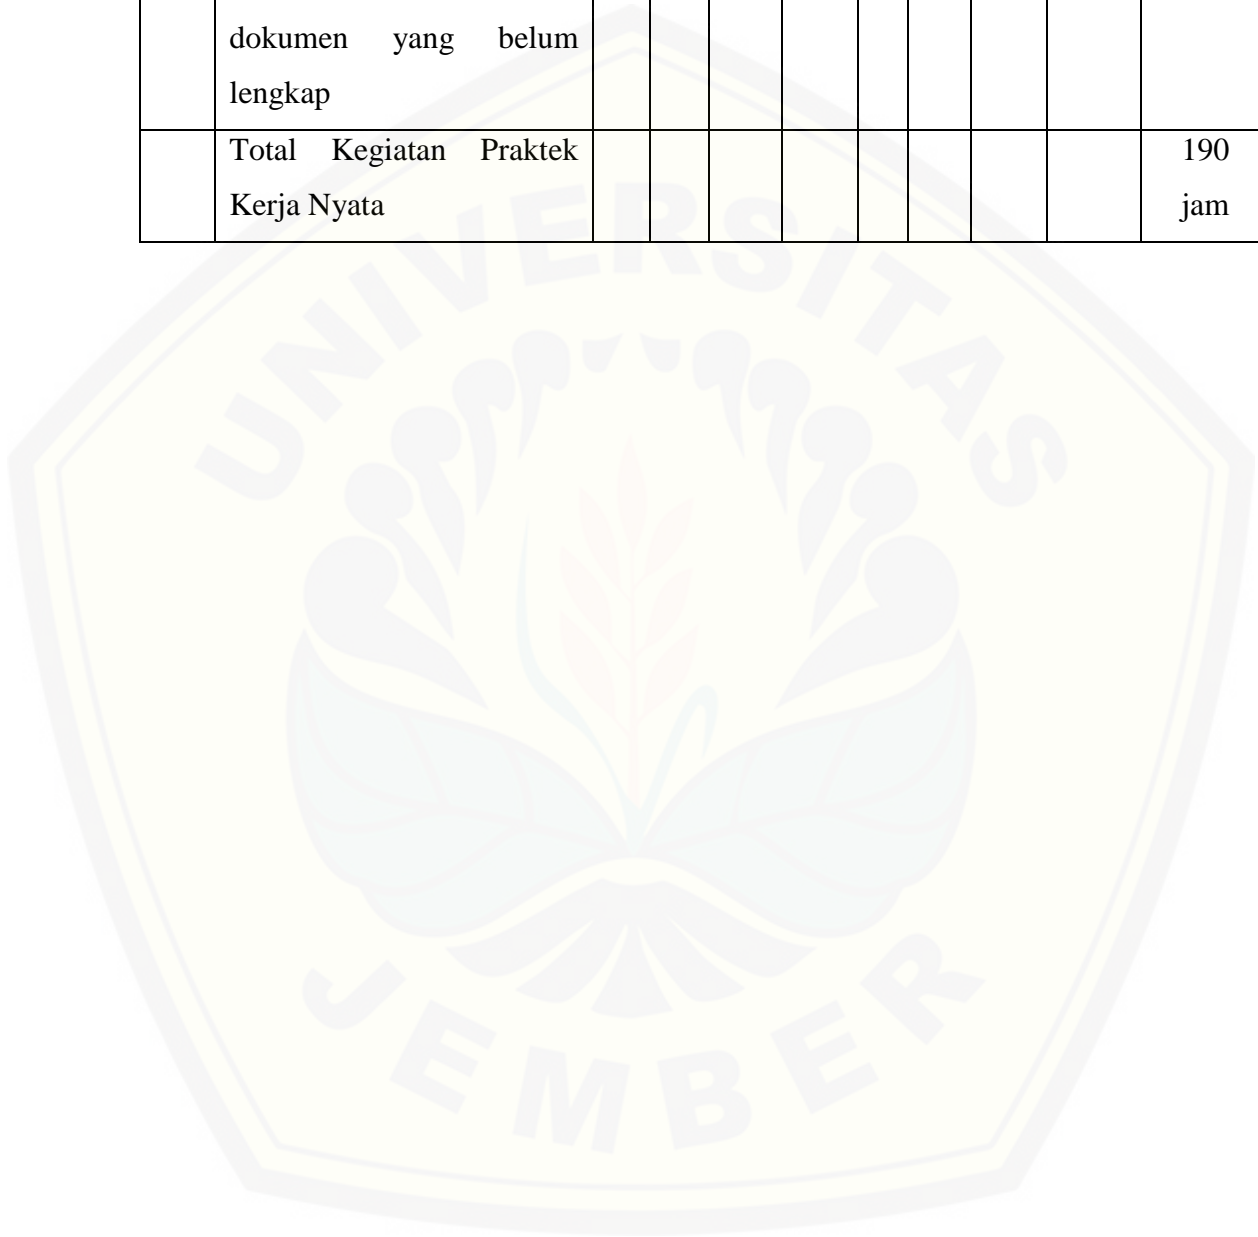 dokumen yang belum
lengkap
Total Kegiatan Praktek
Kerja Nyata
190
jam
UNIVERSITAS
JEMBER